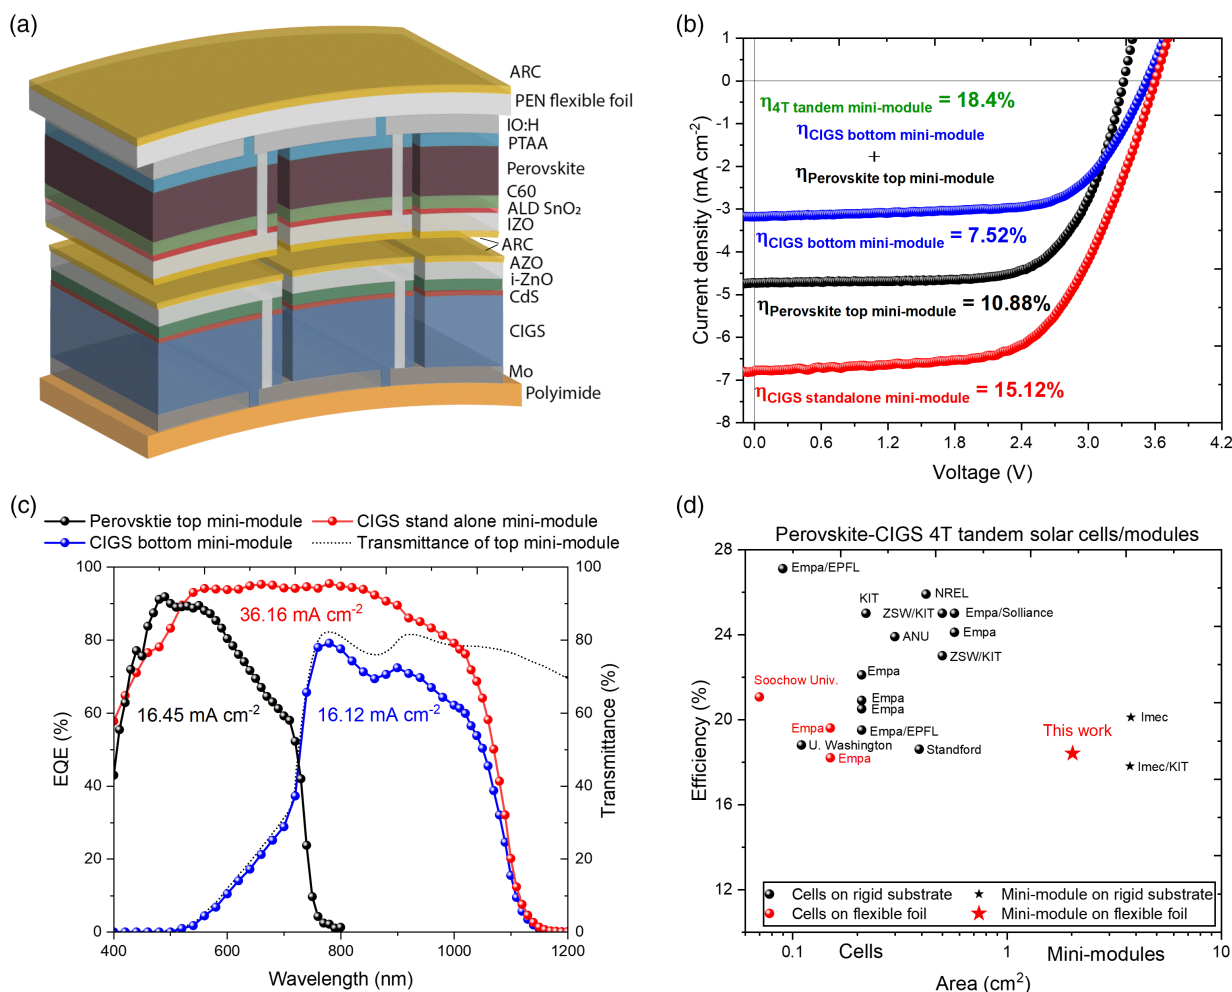 (a)
ARC
PEN flexible foil
IO:H
PTAA
Perovskite
C60
ALD SnO₂
IZO
ARC
AZO
i-ZnO
CdS
CIGS
Mo
Polyimide
(b)
1
0
-1
-2
-3
-4
-5
-6
-7
-8
Current density (mA cm⁻²)
η4T tandem mini-module = 18.4%
ηCIGS bottom mini-module
+
ηPerovskite top mini-module
ηCIGS bottom mini-module = 7.52%
ηPerovskite top mini-module = 10.88%
ηCIGS standalone mini-module = 15.12%
0.0 0.6 1.2 1.8 2.4 3.0 3.6 4.2
Voltage (V)
(c)
Perovsktie top mini-module
CIGS stand alone mini-module
CIGS bottom mini-module
Transmittance of top mini-module
100
80
60
40
20
0
EQE (%)
36.16 mA cm⁻²
16.45 mA cm⁻²
16.12 mA cm⁻²
100
80
60
40
20
0
Transmittance (%)
400 600 800 1000 1200
Wavelength (nm)
(d)
Perovskite-CIGS 4T tandem solar cells/modules
28
24
20
16
12
Efficiency (%)
Empa/EPFL
NREL
KIT
ZSW/KIT
Empa/Solliance
ANU
Empa
ZSW/KIT
Empa
Soochow Univ.
Empa
Empa
Empa
Empa/EPFL
U. Washington
Standford
Empa
This work
Imec
Imec/KIT
Cells on rigid substrate
Mini-module on rigid substrate
Cells on flexible foil
Mini-module on flexible foil
0.1 1 10
Cells
Mini-modules
Area (cm²)